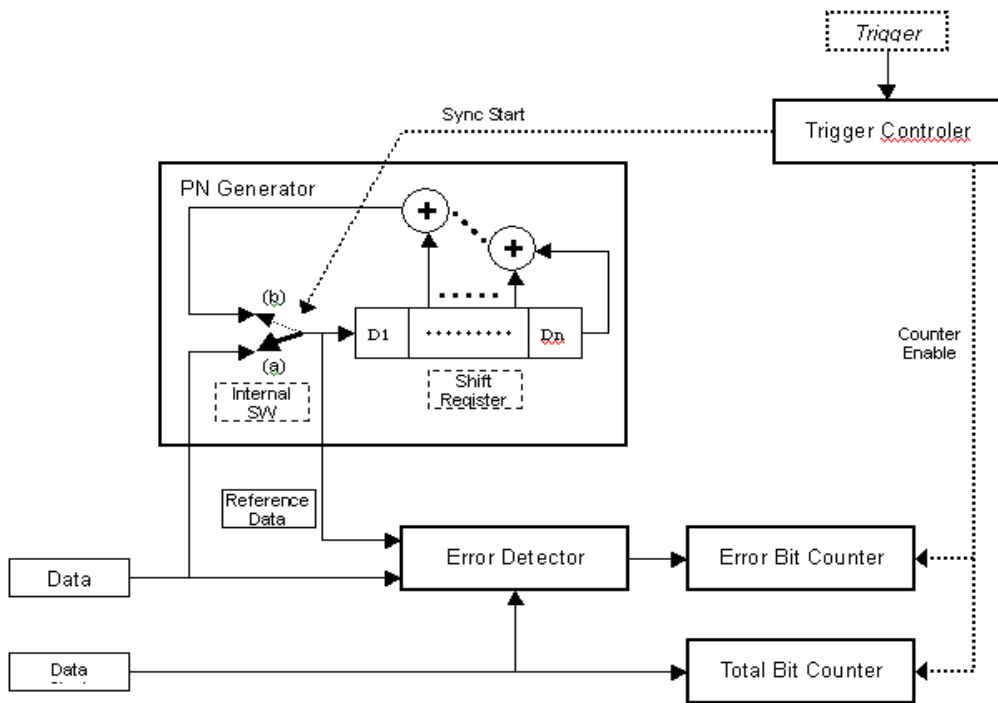 Trigger
Sync Start
Trigger Controler
PN Generator
+
+
(b)
D1
Dn
(a)
Internal
SW
Shift
Register
Counter
Enable
Reference
Data
Data
Error Detector
Error Bit Counter
Data
Total Bit Counter